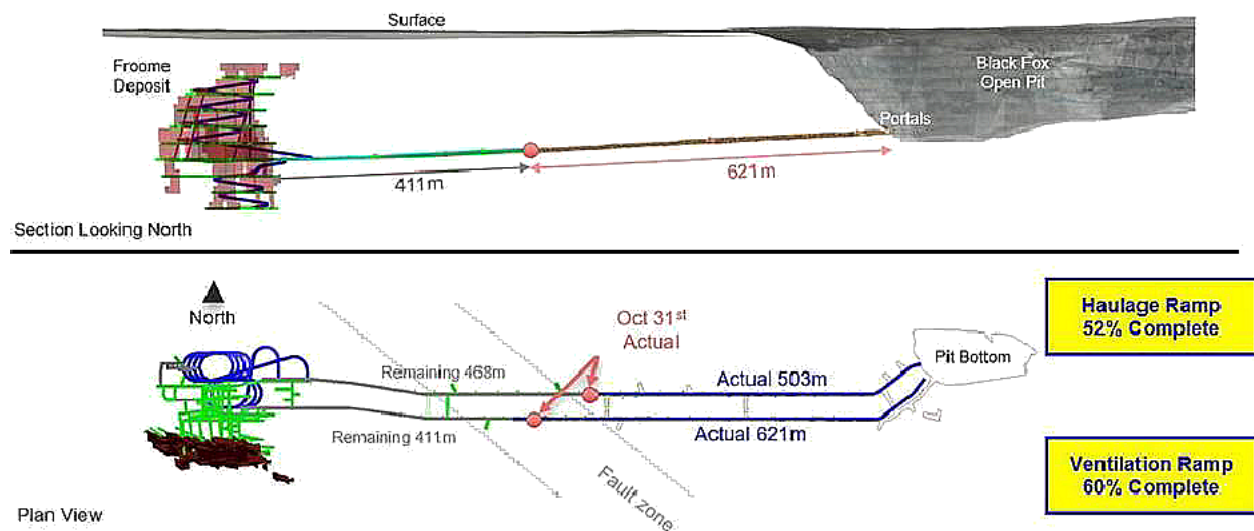 Surface
Froome
Deposit
Black Fox
Open Pit
Portals
411m
621m
Section Looking North
North
Oct 31st
Actual
Haulage Ramp
52% Complete
Pit Bottom
Remaining 468m
Actual 503m
Remaining 411m
Actual 621m
Fault zone
Ventilation Ramp
60% Complete
Plan View